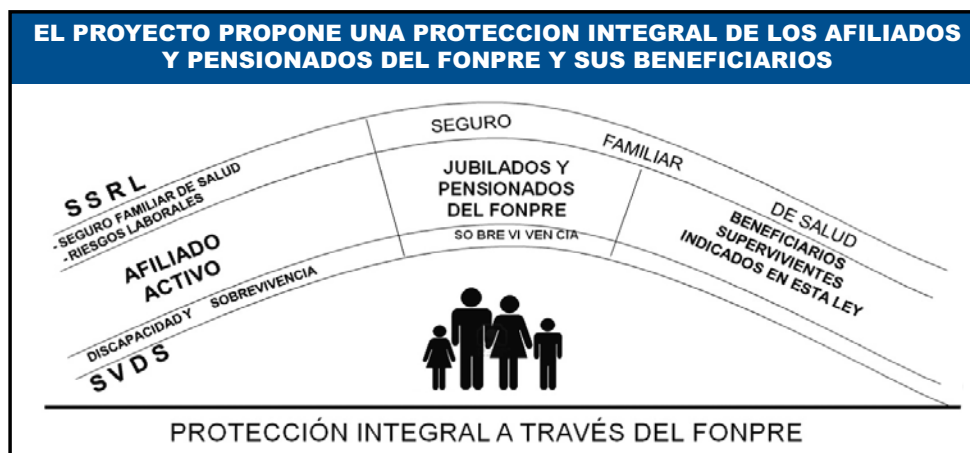 EL PROYECTO PROPONE UNA PROTECCION INTEGRAL DE LOS AFILIADOS
Y PENSIONADOS DEL FONPRE Y SUS BENEFICIARIOS
S S R L
-SEGURO FAMILIAR DE SALUD
-RIESGOS LABORALES
AFILIADO
ACTIVO
DISCAPACIDAD Y SOBREVIVENCIA
S V D S
SEGURO FAMILIAR DE SALUD
JUBILADOS Y
PENSIONADOS
DEL FONPRE
SO BRE VI VEN CIA
BENEFICIARIOS
SUPERVIVIENTES
INDICADOS EN ESTA LEY
PROTECCIÓN INTEGRAL A TRAVÉS DEL FONPRE